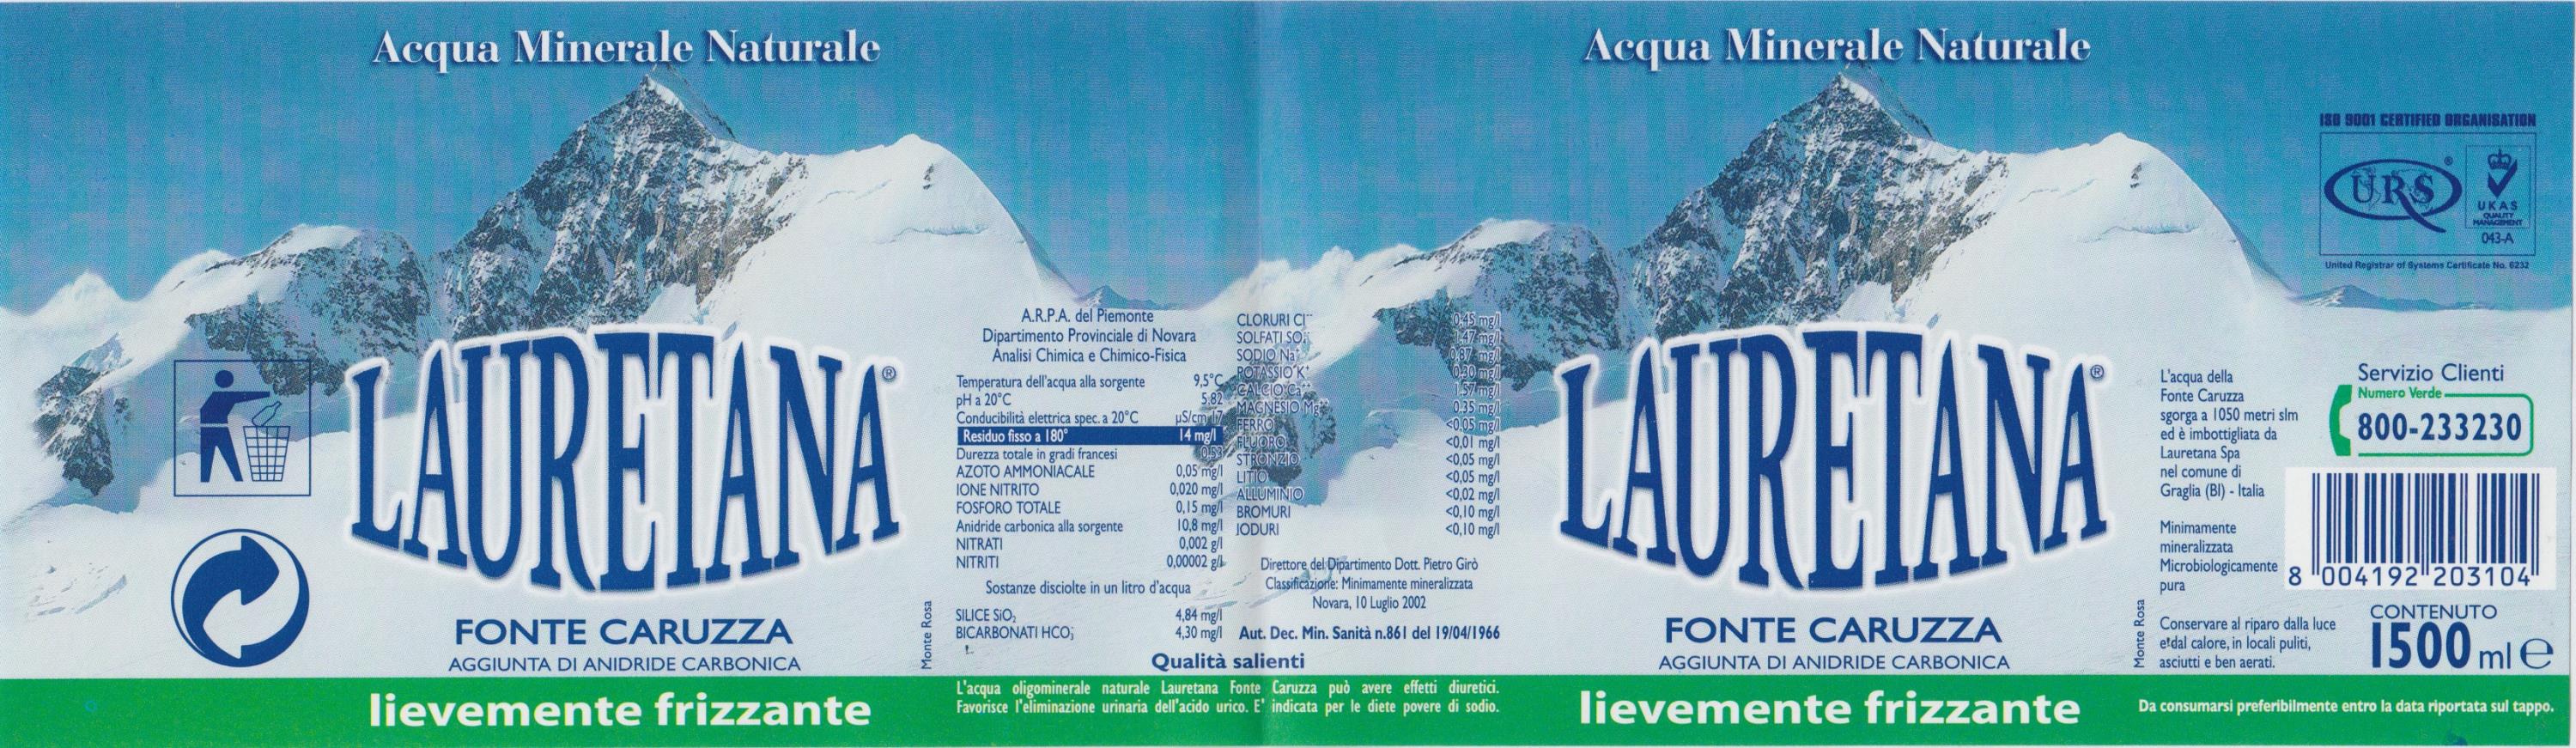 Acqua Minerale Naturale
LAURETANA®
FONTE CARUZZA
AGGIUNTA DI ANIDRIDE CARBONICA
lievemente frizzante
Monte Rosa
A.R.P.A. del Piemonte
Dipartimento Provinciale di Novara
Analisi Chimica e Chimico-Fisica
Temperatura dell'acqua alla sorgente 9,5°C
pH a 20°C 5,82
Conducibilità elettrica spec. a 20°C µS/cm
Residuo fisso a 180° 14 mg/l
Durezza totale in gradi francesi
AZOTO AMMONIACALE 0,05 mg/l
IONE NITRITO 0,020 mg/l
FOSFORO TOTALE 0,15 mg/l
Anidride carbonica alla sorgente 10,8 mg/l
NITRATI 0,002 g/l
NITRITI 0,00002 g/l
Sostanze disciolte in un litro d'acqua
SILICE SiO₂ 4,84 mg/l
BICARBONATI HCO₃⁻ 4,30 mg/l
CLORURI Cl⁻ 0,45 mg/l
SOLFATI SO₄⁻⁻ 1,47 mg/l
SODIO Na⁺ 0,87 mg/l
POTASSIO K⁺ 0,30 mg/l
CALCIO Ca⁺⁺ 1,57 mg/l
MAGNESIO Mg⁺⁺ 0,35 mg/l
FERRO <0,05 mg/l
FLUORO <0,01 mg/l
STRONZIO <0,05 mg/l
LITIO <0,05 mg/l
ALLUMINIO <0,02 mg/l
BROMURI <0,10 mg/l
JODURI <0,10 mg/l
Direttore del Dipartimento Dott. Pietro Girò
Classificazione: Minimamente mineralizzata
Novara, 10 Luglio 2002
Aut. Dec. Min. Sanità n.861 del 19/04/1966
Qualità salienti
L'acqua oligominerale naturale Lauretana Fonte Caruzza può avere effetti diuretici.
Favorisce l'eliminazione urinaria dell'acido urico. E' indicata per le diete povere di sodio.
Acqua Minerale Naturale
LAURETANA®
FONTE CARUZZA
AGGIUNTA DI ANIDRIDE CARBONICA
lievemente frizzante
Monte Rosa
ISO 9001 CERTIFIED ORGANISATION
URS®
UKAS
QUALITY
MANAGEMENT
043-A
United Registrar of Systems Certificate No. 6232
L'acqua della
Fonte Caruzza
sgorga a 1050 metri slm
ed è imbottigliata da
Lauretana Spa
nel comune di
Graglia (BI) - Italia
Minimamente
mineralizzata
Microbiologicamente
pura
Conservare al riparo dalla luce
e dal calore, in locali puliti,
asciutti e ben aerati.
Servizio Clienti
Numero Verde
800-233230
8 004192 203104
CONTENUTO
1500 ml e
Da consumarsi preferibilmente entro la data riportata sul tappo.